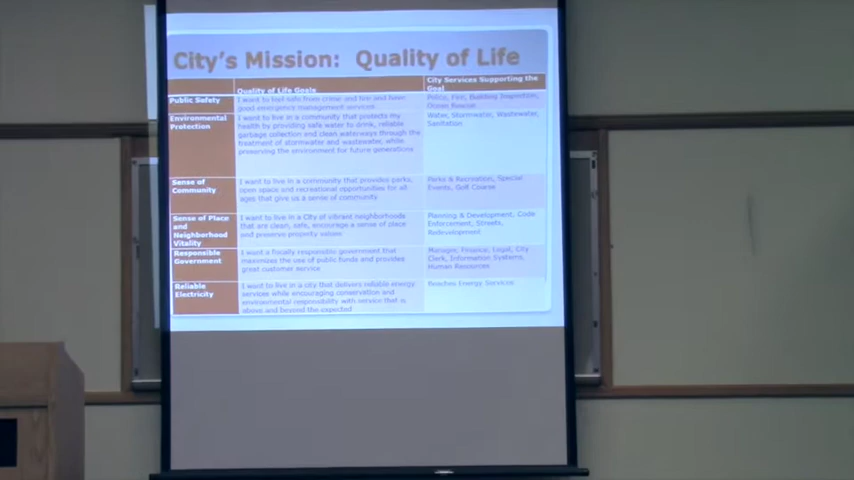 City's Mission: Quality of Life
Quality of Life Goals
City Services Supporting the
Goal
Public Safety
I want to feel safe from crime and fire and have
good emergency management services
Police, Fire, Building Inspection,
Ocean Rescue
Environmental
Protection
I want to live in a community that protects my
health by providing safe water to drink, reliable
garbage collection and clean waterways through the
treatment of stormwater and wastewater, while
preserving the environment for future generations
Water, Stormwater, Wastewater,
Sanitation
Sense of
Community
I want to live in a community that provides parks,
open space and recreational opportunities for all
ages that give us a sense of community
Parks & Recreation, Special
Events, Golf Course
Sense of Place
and
Neighborhood
Vitality
I want to live in a City of vibrant neighborhoods
that are clean, safe, encourage a sense of place
and preserve property values
Planning & Development, Code
Enforcement, Streets,
Redevelopment
Responsible
Government
I want a fiscally responsible government that
maximizes the use of public funds and provides
great customer service
Manager, Finance, Legal, City
Clerk, Information Systems,
Human Resources
Reliable
Electricity
I want to live in a city that delivers reliable energy
services while encouraging conservation and
environmental responsibility with service that is
above and beyond the expected
Beaches Energy Services